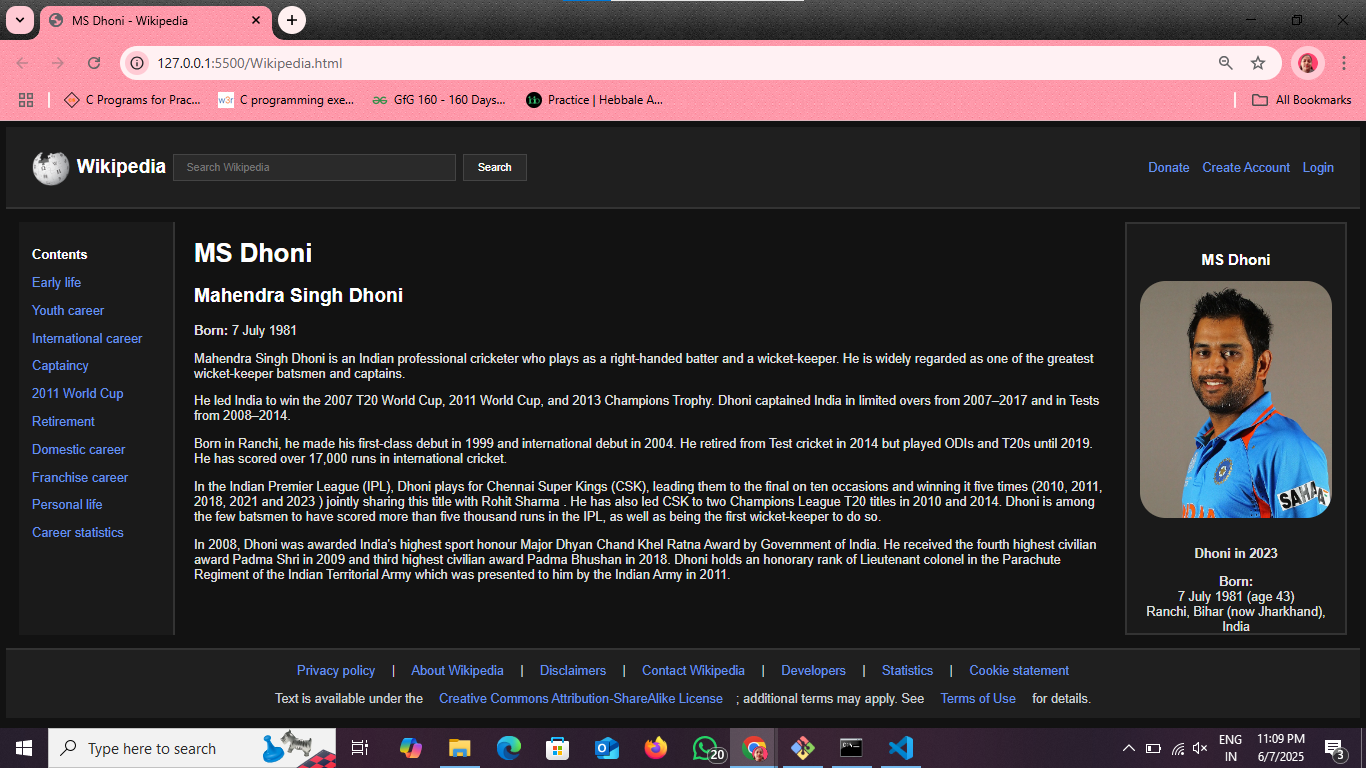 MS Dhoni - Wikipedia
127.0.0.1:5500/Wikipedia.html
C Programs for Prac...
w3r
C programming exe...
GfG 160 - 160 Days...
Practice | Hebbale A...
All Bookmarks
Wikipedia
Search Wikipedia
Search
Donate
Create Account
Login
Contents
Early life
Youth career
International career
Captaincy
2011 World Cup
Retirement
Domestic career
Franchise career
Personal life
Career statistics
MS Dhoni
Mahendra Singh Dhoni
Born: 7 July 1981
Mahendra Singh Dhoni is an Indian professional cricketer who plays as a right-handed batter and a wicket-keeper. He is widely regarded as one of the greatest
wicket-keeper batsmen and captains.
He led India to win the 2007 T20 World Cup, 2011 World Cup, and 2013 Champions Trophy. Dhoni captained India in limited overs from 2007–2017 and in Tests
from 2008–2014.
Born in Ranchi, he made his first-class debut in 1999 and international debut in 2004. He retired from Test cricket in 2014 but played ODIs and T20s until 2019.
He has scored over 17,000 runs in international cricket.
In the Indian Premier League (IPL), Dhoni plays for Chennai Super Kings (CSK), leading them to the final on ten occasions and winning it five times (2010, 2011,
2018, 2021 and 2023 ) jointly sharing this title with Rohit Sharma . He has also led CSK to two Champions League T20 titles in 2010 and 2014. Dhoni is among
the few batsmen to have scored more than five thousand runs in the IPL, as well as being the first wicket-keeper to do so.
In 2008, Dhoni was awarded India's highest sport honour Major Dhyan Chand Khel Ratna Award by Government of India. He received the fourth highest civilian
award Padma Shri in 2009 and third highest civilian award Padma Bhushan in 2018. Dhoni holds an honorary rank of Lieutenant colonel in the Parachute
Regiment of the Indian Territorial Army which was presented to him by the Indian Army in 2011.
MS Dhoni
Dhoni in 2023
Born:
7 July 1981 (age 43)
Ranchi, Bihar (now Jharkhand),
India
Privacy policy | About Wikipedia | Disclaimers | Contact Wikipedia | Developers | Statistics | Cookie statement
Text is available under the Creative Commons Attribution-ShareAlike License ; additional terms may apply. See Terms of Use for details.
Type here to search
20
ENG
IN
11:09 PM
6/7/2025
3